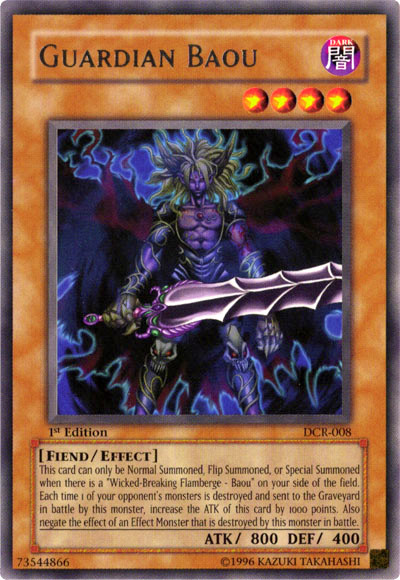 GUARDIAN BAOU
DARK
闇
1st Edition
DCR-008
[FIEND/EFFECT]
This card can only be Normal Summoned, Flip Summoned, or Special Summoned
when there is a "Wicked-Breaking Flamberge - Baou" on your side of the field.
Each time 1 of your opponent's monsters is destroyed and sent to the Graveyard
in battle by this monster, increase the ATK of this card by 1000 points. Also
negate the effect of an Effect Monster that is destroyed by this monster in battle.
ATK/ 800 DEF/ 400
73544866
©1996 KAZUKI TAKAHASHI